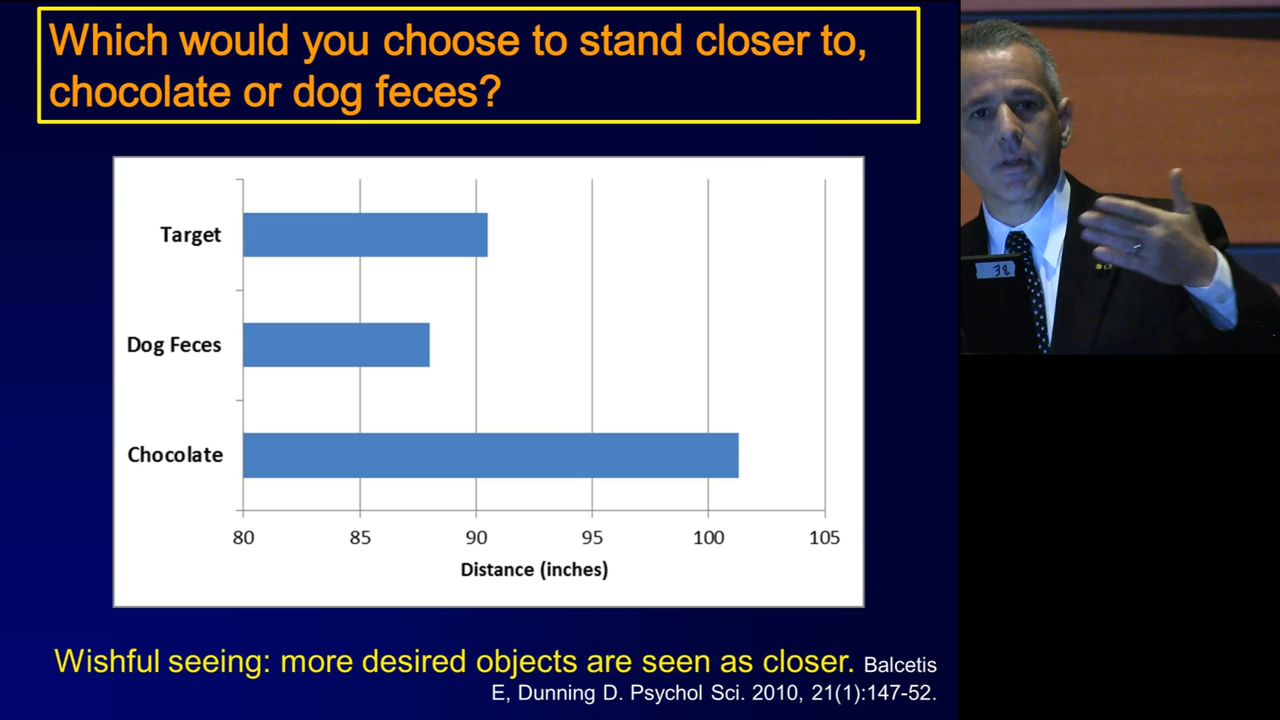 Which would you choose to stand closer to,
chocolate or dog feces?
Target
Dog Feces
Chocolate
80 85 90 95 100 105
Distance (inches)
Wishful seeing: more desired objects are seen as closer. Balcetis
E, Dunning D. Psychol Sci. 2010, 21(1):147-52.
38